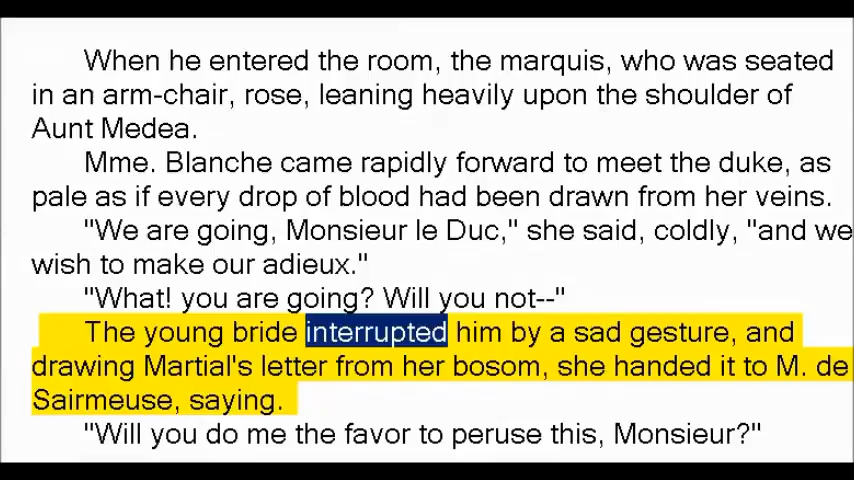 When he entered the room, the marquis, who was seated
in an arm-chair, rose, leaning heavily upon the shoulder of
Aunt Medea.
Mme. Blanche came rapidly forward to meet the duke, as
pale as if every drop of blood had been drawn from her veins.
"We are going, Monsieur le Duc," she said, coldly, "and we
wish to make our adieux."
"What! you are going? Will you not--"
The young bride interrupted him by a sad gesture, and
drawing Martial's letter from her bosom, she handed it to M. de
Sairmeuse, saying.
"Will you do me the favor to peruse this, Monsieur?"